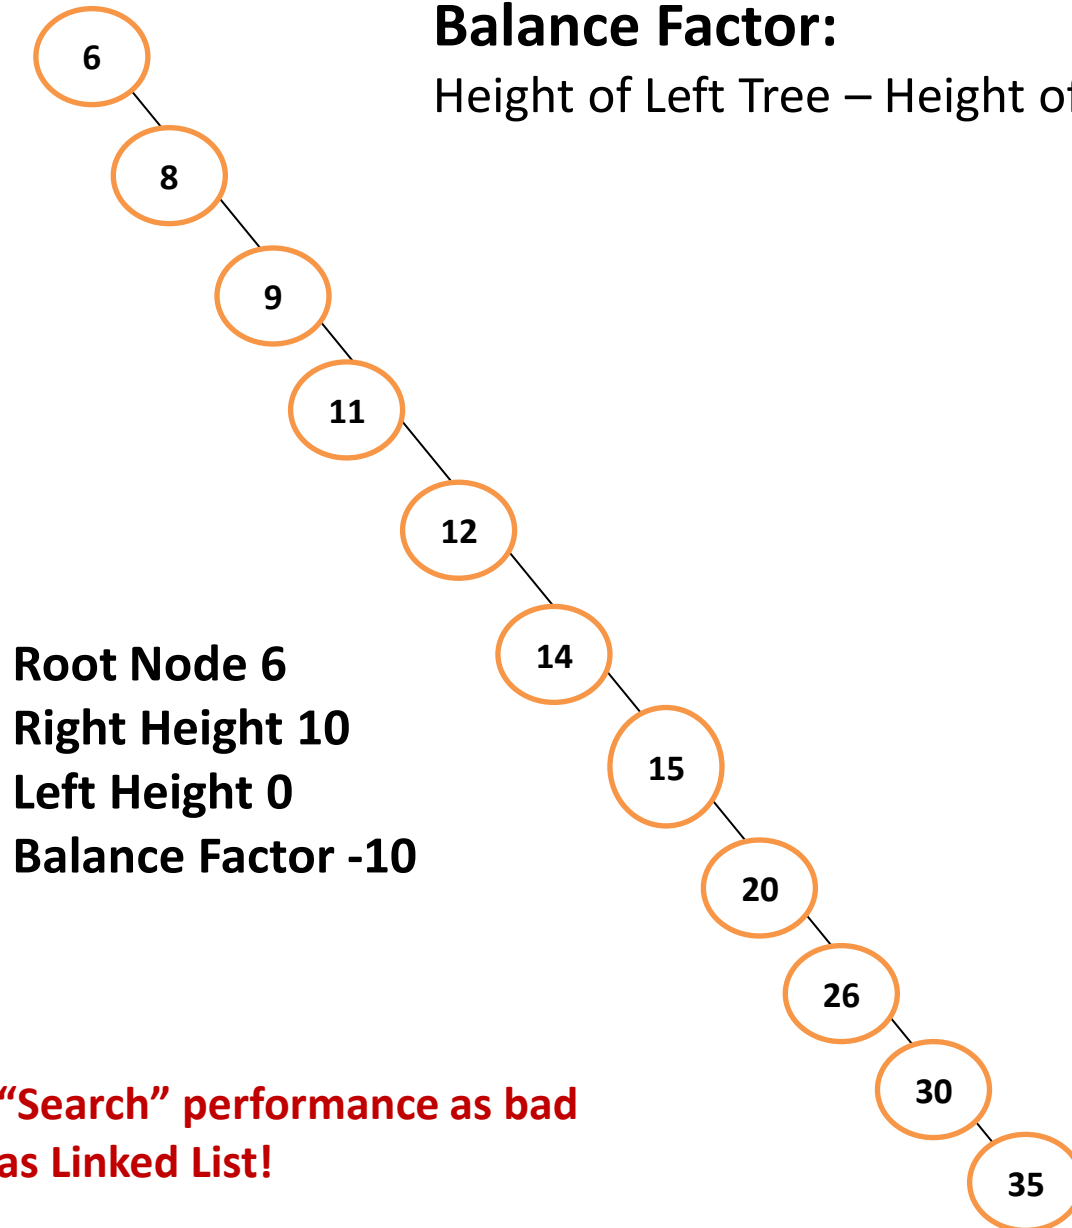 Balance Factor:
Height of Left Tree – Height of
6
8
9
11
12
14
15
20
26
30
35
Root Node 6
Right Height 10
Left Height 0
Balance Factor -10
“Search” performance as bad
as Linked List!